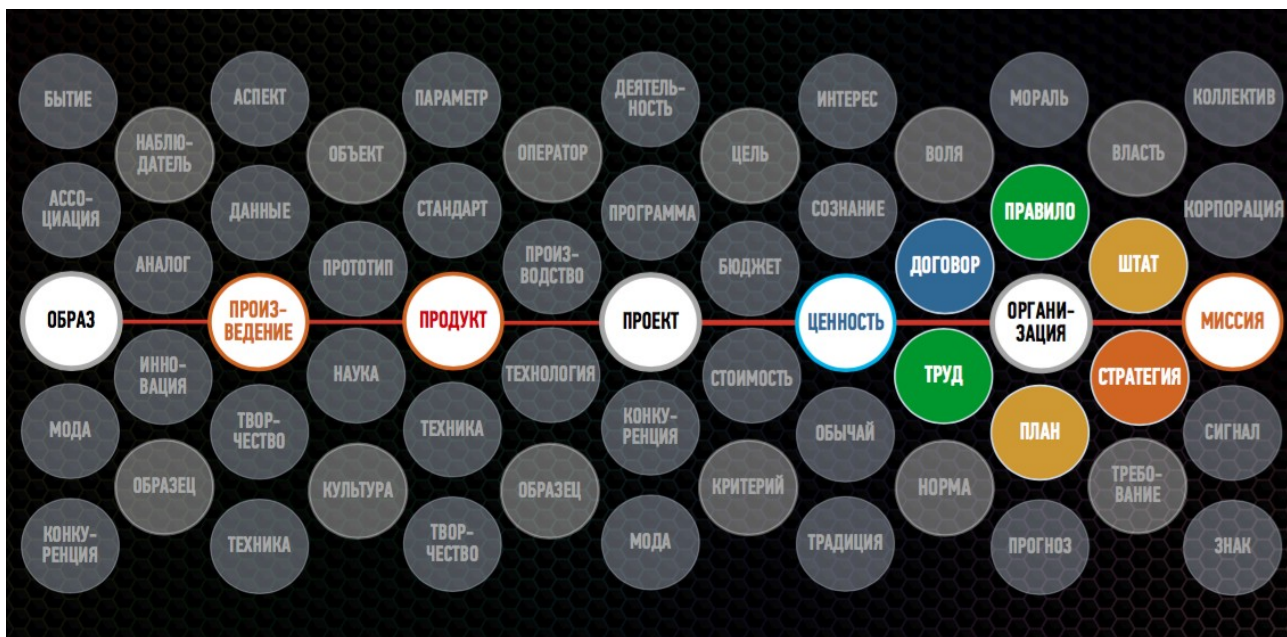 БЫТИЕ
АСПЕКТ
ПАРАМЕТР
ДЕЯТЕЛЬ-
НОСТЬ
ИНТЕРЕС
МОРАЛЬ
КОЛЛЕКТИВ
НАБЛЮ-
ДАТЕЛЬ
ОБЪЕКТ
ОПЕРАТОР
ЦЕЛЬ
ВОЛЯ
ВЛАСТЬ
АССО-
ЦИАЦИЯ
ДАННЫЕ
СТАНДАРТ
ПРОГРАММА
СОЗНАНИЕ
ПРАВИЛО
КОРПОРАЦИЯ
АНАЛОГ
ПРОТОТИП
ПРОИЗ-
ВОДСТВО
БЮДЖЕТ
ДОГОВОР
ШТАТ
ОБРАЗ
ПРОИЗ-
ВЕДЕНИЕ
ПРОДУКТ
ПРОЕКТ
ЦЕННОСТЬ
ОРГАНИ-
ЗАЦИЯ
МИССИЯ
ИННО-
ВАЦИЯ
НАУКА
ТЕХНОЛОГИЯ
СТОИМОСТЬ
ТРУД
СТРАТЕГИЯ
МОДА
ТВОР-
ЧЕСТВО
ТЕХНИКА
КОНКУ-
РЕНЦИЯ
ОБЫЧАЙ
ПЛАН
СИГНАЛ
ОБРАЗЕЦ
КУЛЬТУРА
ОБРАЗЕЦ
КРИТЕРИЙ
НОРМА
ТРЕБО-
ВАНИЕ
КОНКУ-
РЕНЦИЯ
ТЕХНИКА
ТВОР-
ЧЕСТВО
МОДА
ТРАДИЦИЯ
ПРОГНОЗ
ЗНАК